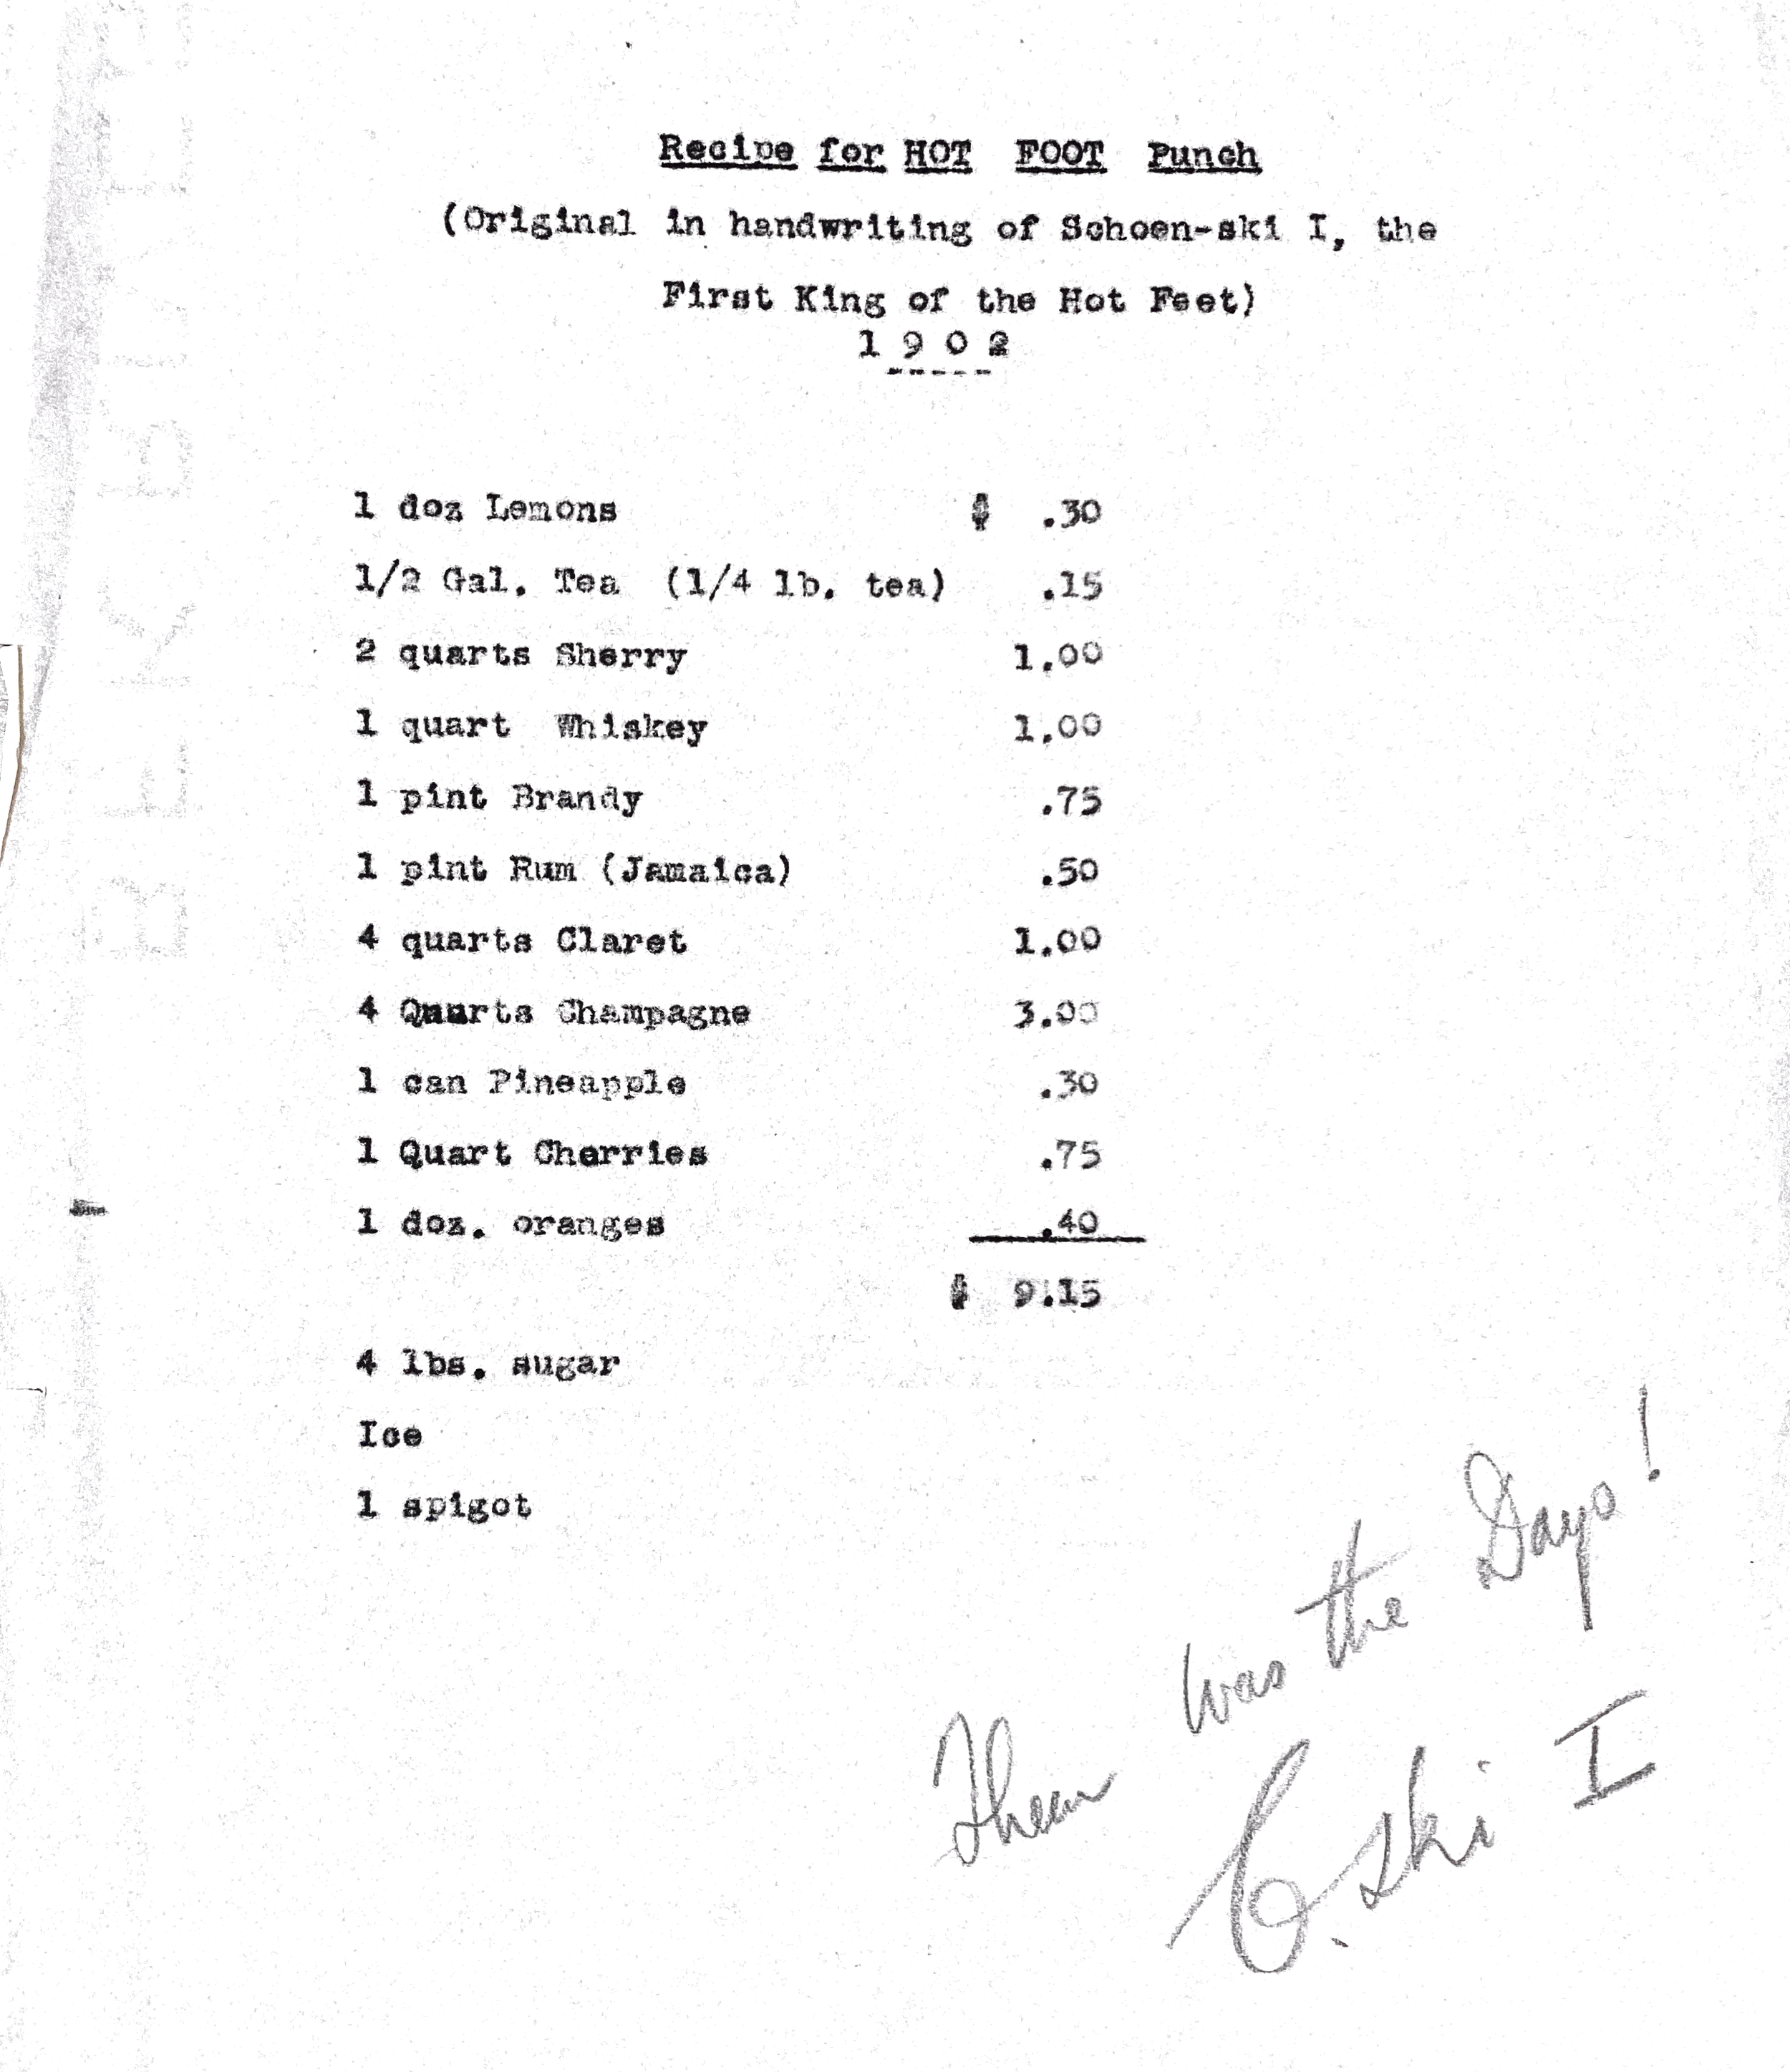 Recipe for HOT FOOT Punch
(Original in handwriting of Schoen-ski I, the
First King of the Hot Feet)
1 9 0 2
-----
1 doz Lemons $ .30
1/2 Gal. Tea (1/4 lb. tea) .15
2 quarts Sherry 1.00
1 quart Whiskey 1.00
1 pint Brandy .75
1 pint Rum (Jamaica) .50
4 quarts Claret 1.00
4 Quarts Champagne 3.00
1 can Pineapple .30
1 Quart Cherries .75
1 doz. oranges .40
$ 9.15
4 lbs. sugar
Ice
1 spigot
Them was the Days!
O. ski I